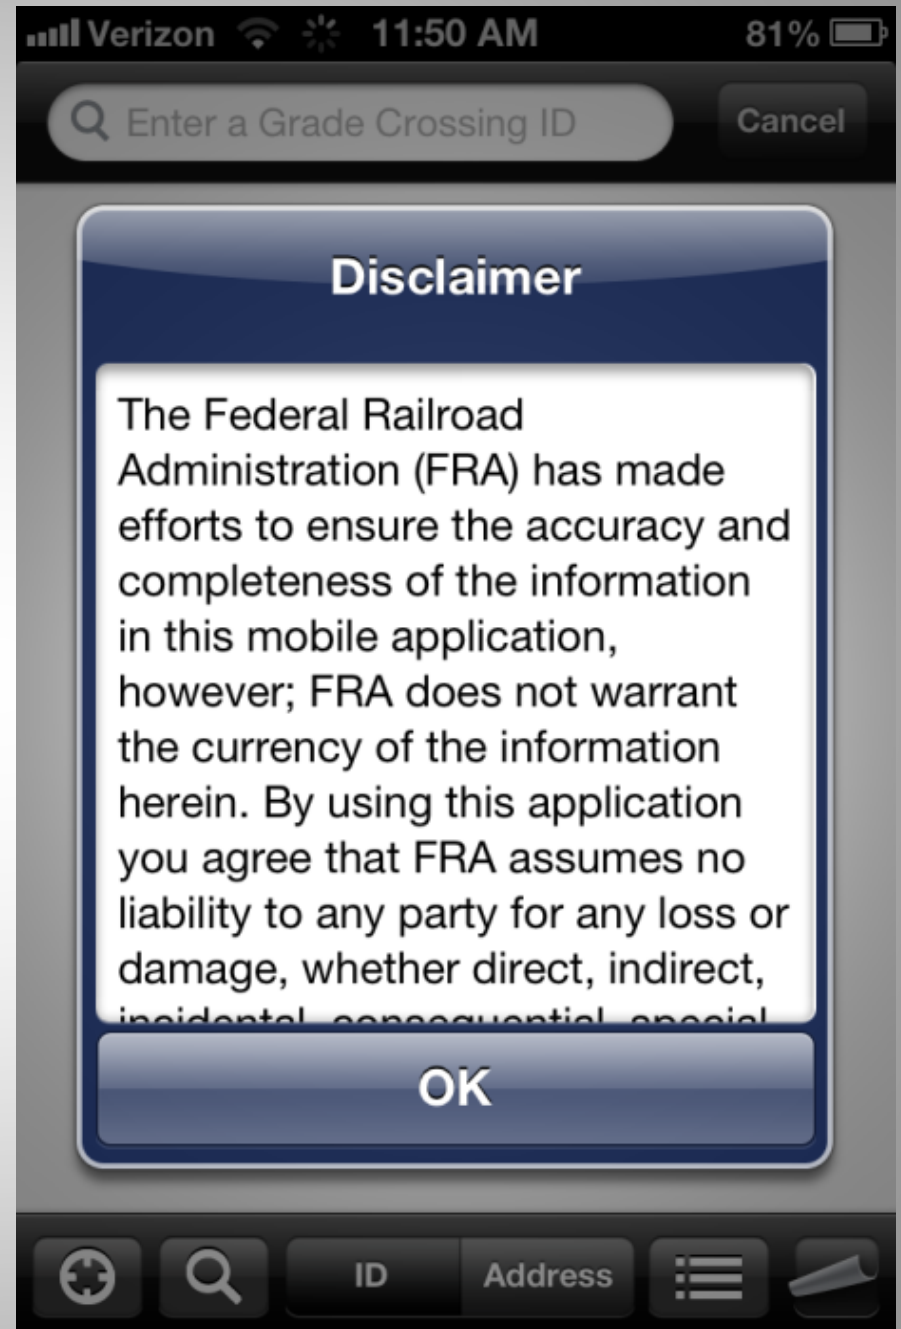 Verizon 11:50 AM 81%
Enter a Grade Crossing ID Cancel
Disclaimer
The Federal Railroad
Administration (FRA) has made
efforts to ensure the accuracy and
completeness of the information
in this mobile application,
however; FRA does not warrant
the currency of the information
herein. By using this application
you agree that FRA assumes no
liability to any party for any loss or
damage, whether direct, indirect,
incidental, consequential, special
OK
ID Address